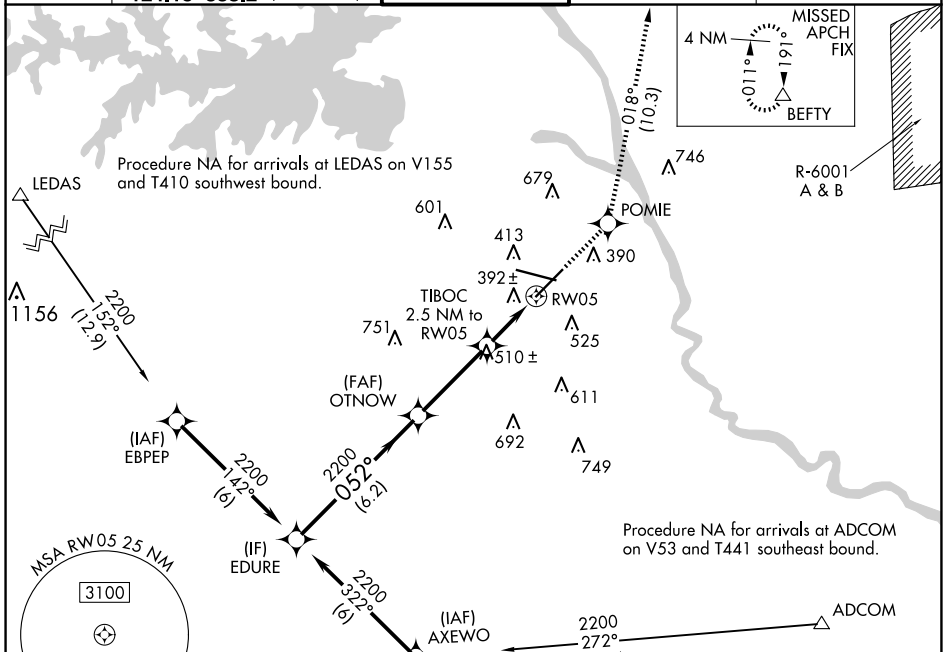 MISSED
APCH
FIX
4 NM
011°
191°
BEFTY
018°
(10.3)
R-6001
A & B
Procedure NA for arrivals at LEDAS on V155
and T410 southwest bound.
LEDAS
746
679
601
POMIE
413
390
392 ±
RW05
TIBOC
2.5 NM to
RW05
1156
2200
152°
(12.9)
751
525
510 ±
(FAF)
OTNOW
611
692
749
(IAF)
EBPEP
2200
142°
(6)
2200
052°
(6.2)
Procedure NA for arrivals at ADCOM
on V53 and T441 southeast bound.
(IF)
EDURE
MSA RW05 25 NM
3100
2200
322°
(6)
(IAF)
AXEWO
2200
272°
ADCOM